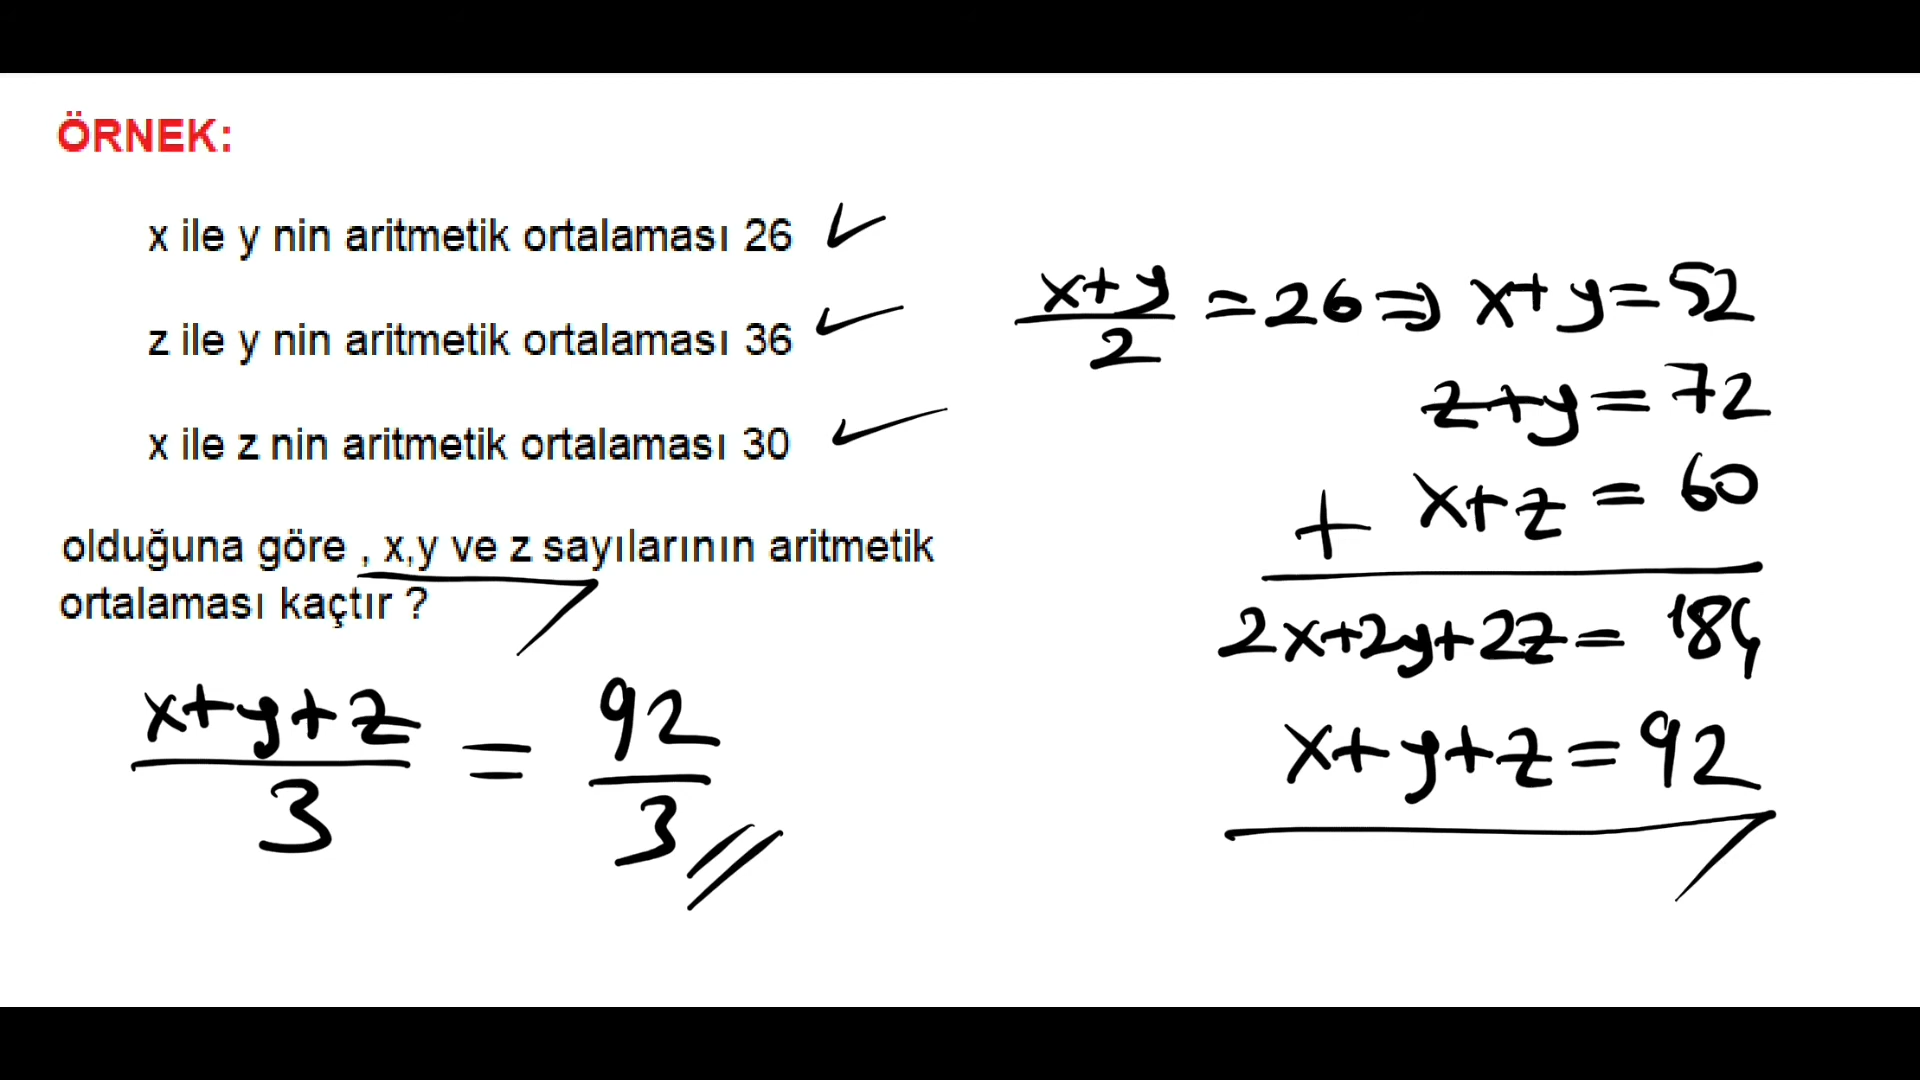 ÖRNEK:
x ile y nin aritmetik ortalaması 26
z ile y nin aritmetik ortalaması 36
x ile z nin aritmetik ortalaması 30
olduğuna göre , x,y ve z sayılarının aritmetik
ortalaması kaçtır ?
x+y+z
3
=
92
3
x+y
2
= 26 ⇒ x+y = 52
z+y = 72
+ x+z = 60
2x+2y+2z = 184
x+y+z = 92